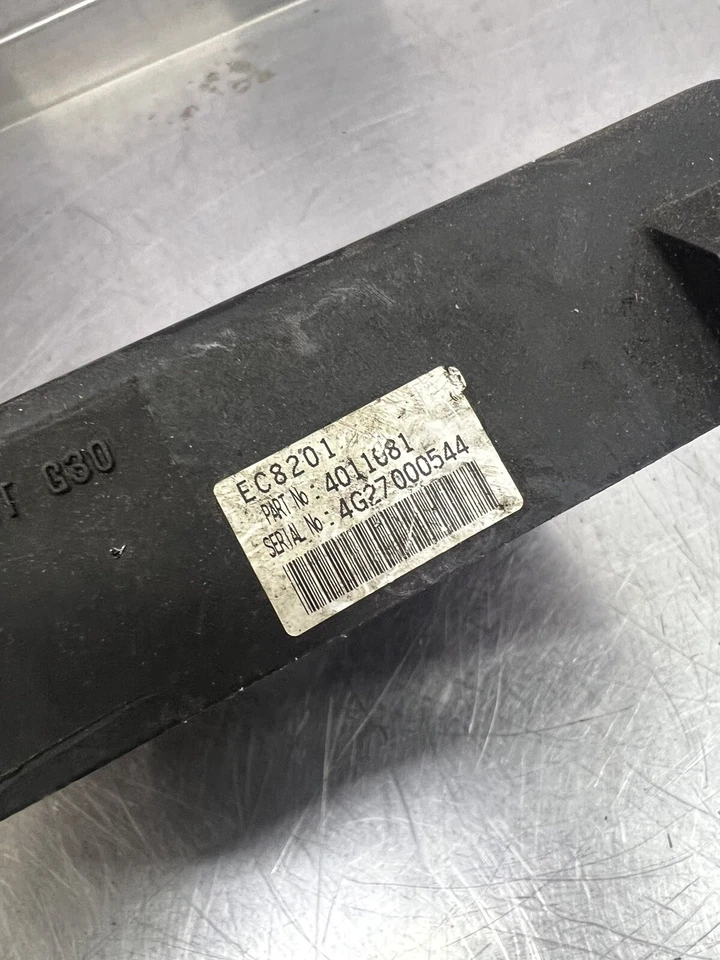 G30
EC8201
PART No: 4011681
SERIAL No: 4G27000544